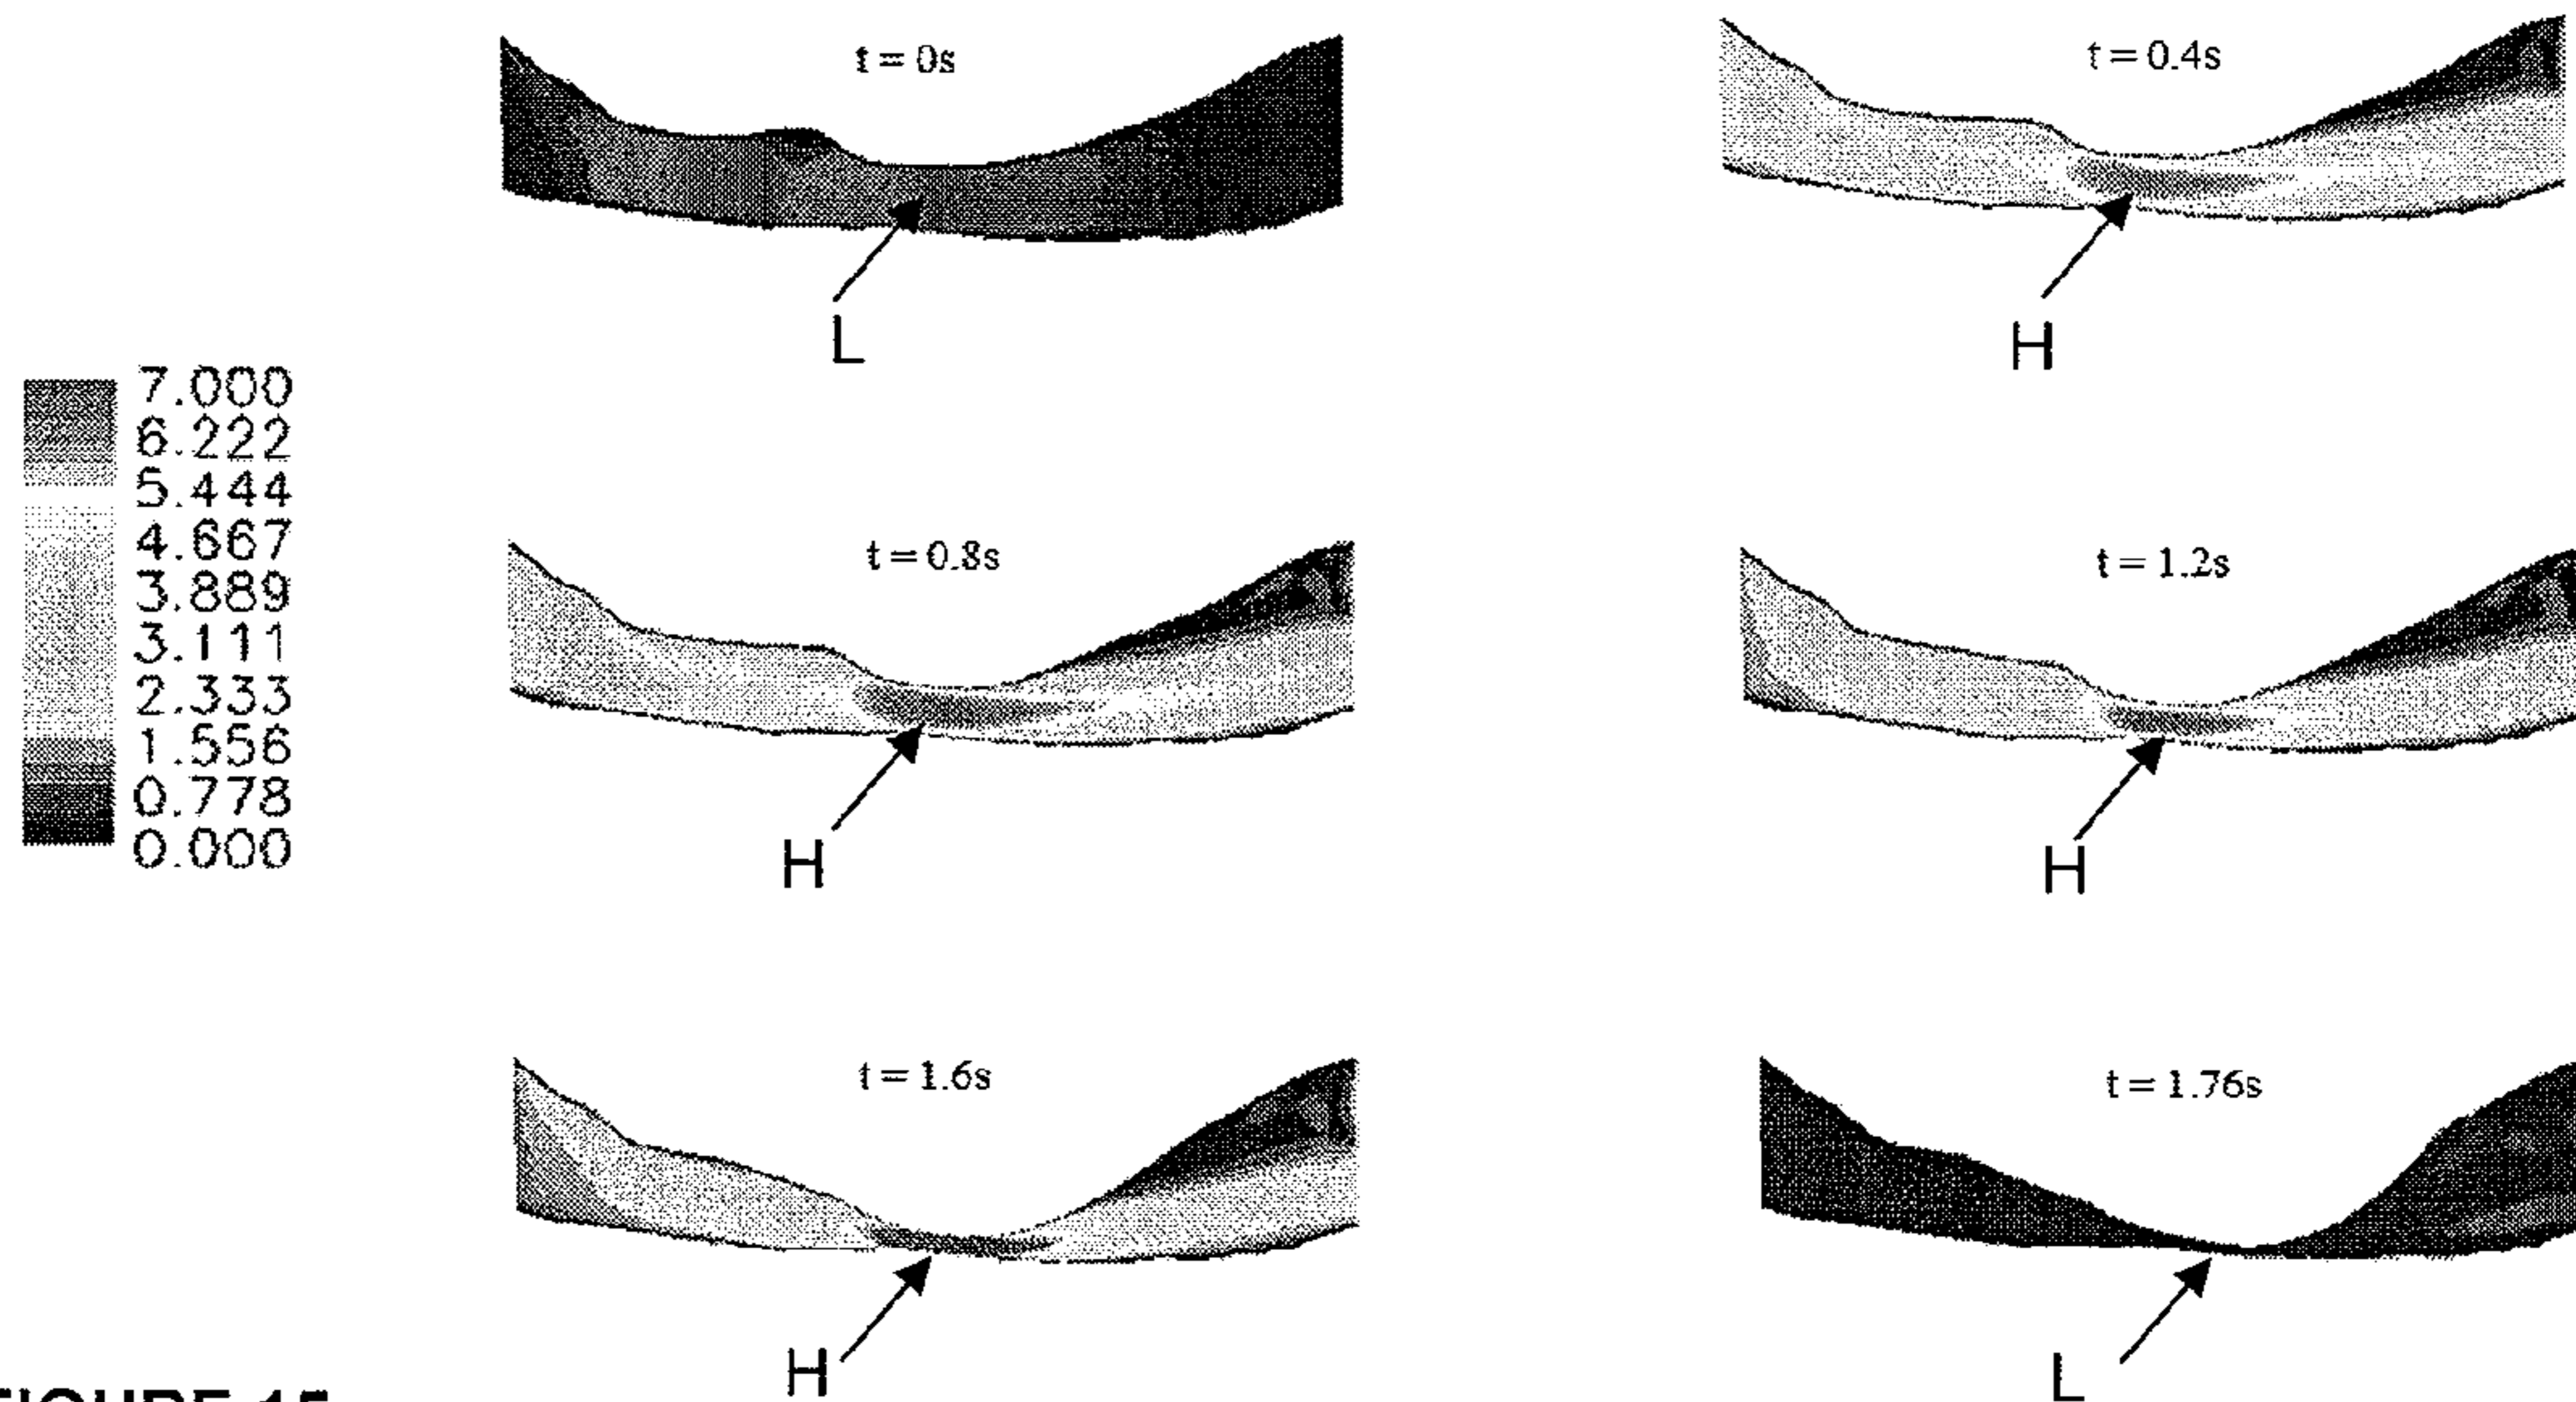 t = 0s
t = 0.4s
L
H
7.000
6.222
5.444
4.667
3.889
3.111
2.333
1.556
0.778
0.000
t = 0.8s
t = 1.2s
H
H
t = 1.6s
t = 1.76s
H
L